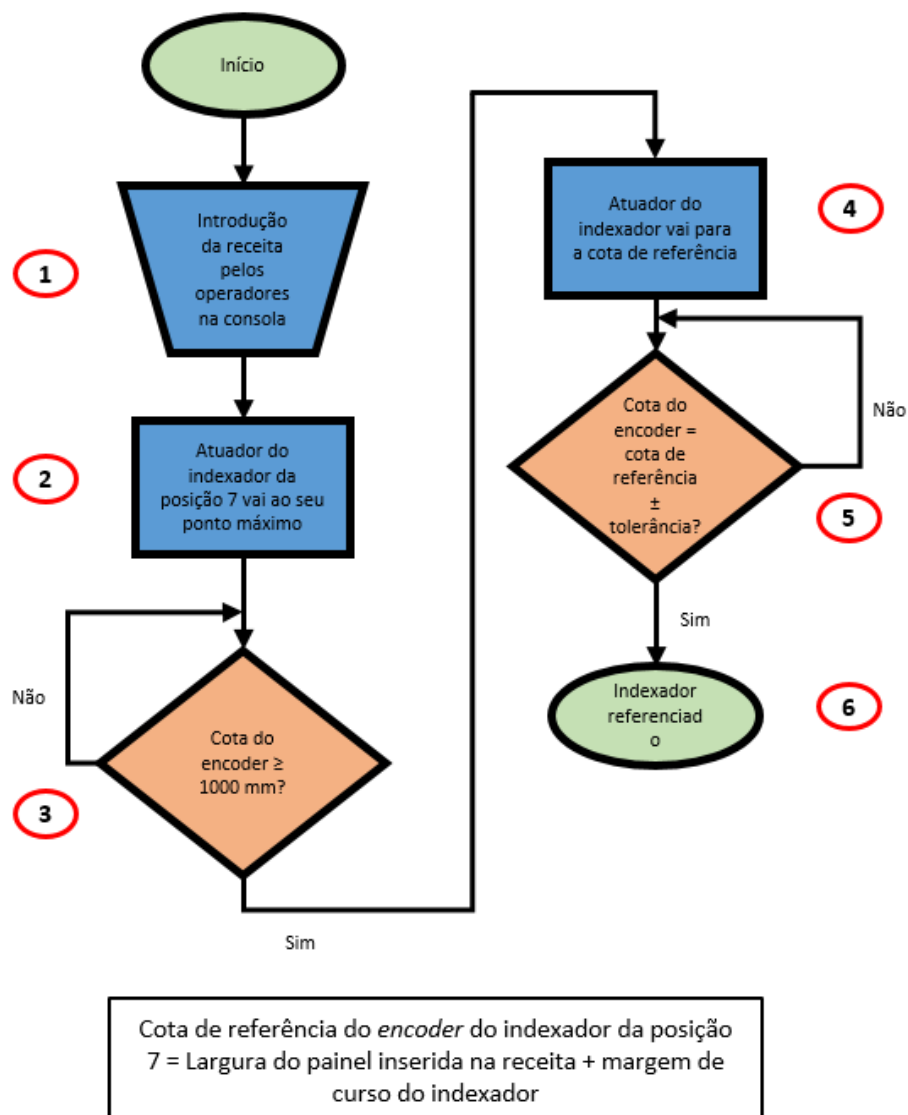 Início
1
Introdução
da receita
pelos
operadores
na consola
2
Atuador do
indexador da
posição 7 vai ao seu
ponto máximo
Não
3
Cota do
encoder ≥
1000 mm?
Sim
Atuador do
indexador vai para
a cota de referência
4
Cota do
encoder =
cota de
referência
±
tolerância?
Não
5
Sim
Indexador
referenciad
o
6
Cota de referência do encoder do indexador da posição
7 = Largura do painel inserida na receita + margem de
curso do indexador